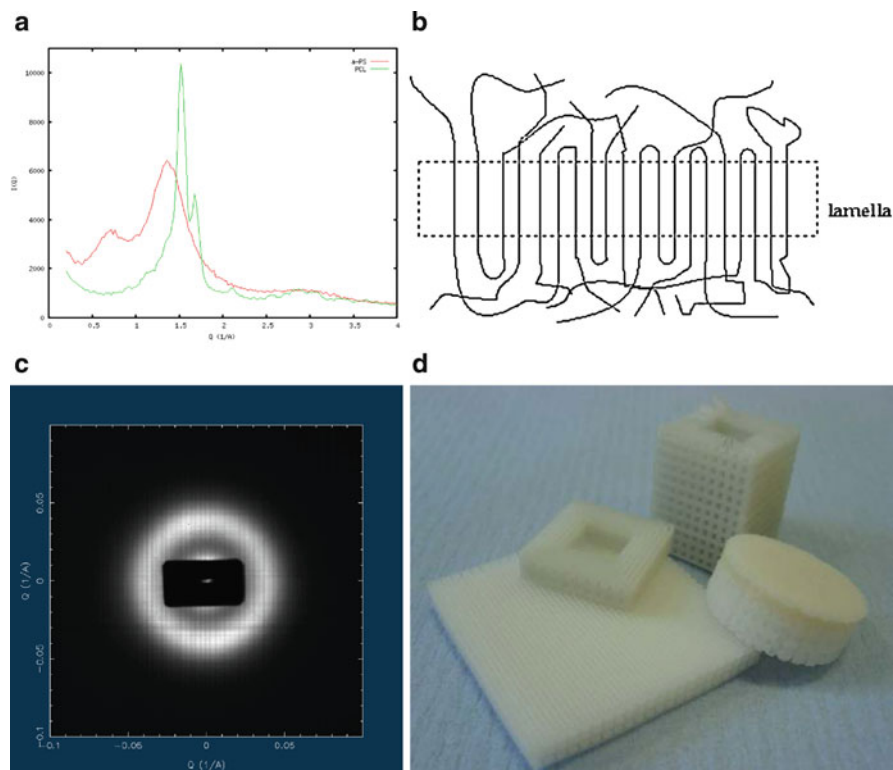 a
a-PS
PCL
I(Q)
10000
8000
6000
4000
2000
0
0 0.5 1 1.5 2 2.5 3 3.5 4
Q (1/A)
b
lamella
c
Q (1/A)
0.05
0
-0.05
-0.1
-0.1 -0.06 0 0.05
Q (1/A)
d